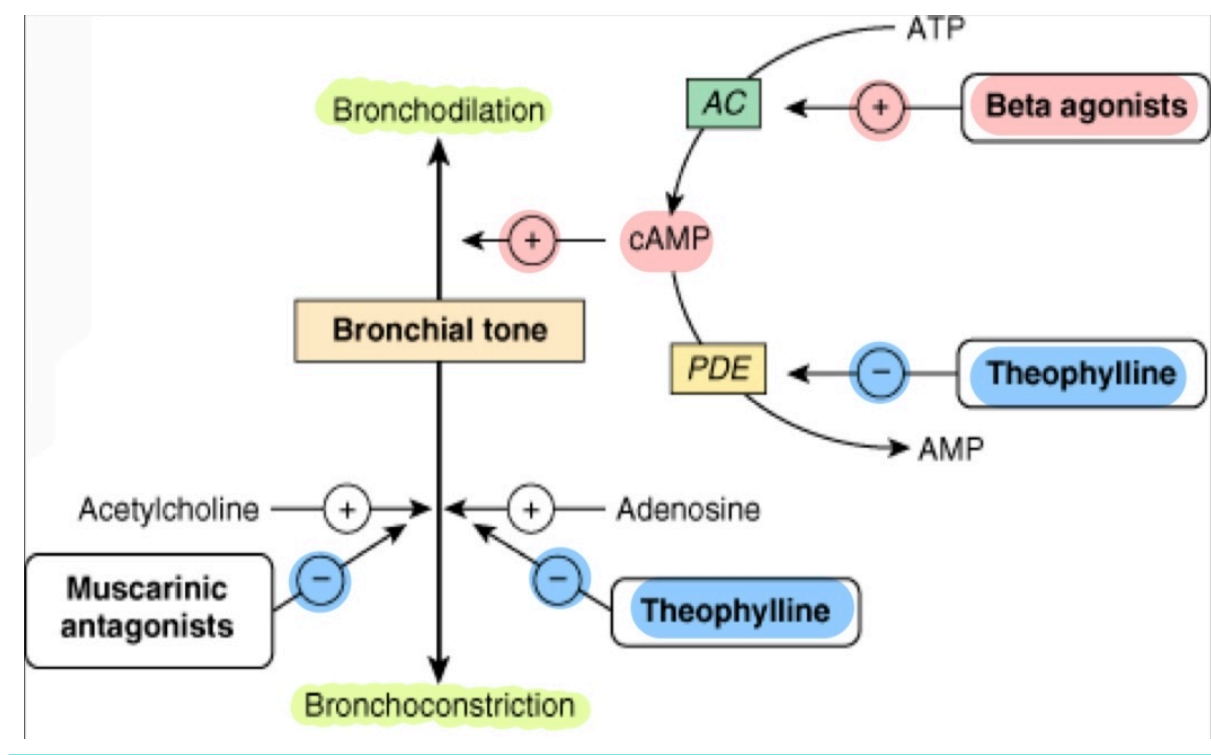 ATP
Bronchodilation
AC
+
Beta agonists
+
cAMP
Bronchial tone
PDE
−
Theophylline
AMP
Acetylcholine
+
+
Adenosine
−
−
Muscarinic
antagonists
Theophylline
Bronchoconstriction